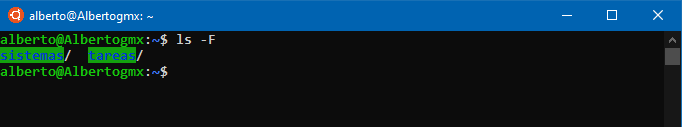 alberto@Albertogmx: ~
alberto@Albertogmx:~$ ls -F
sistemas/  tareas/
alberto@Albertogmx:~$